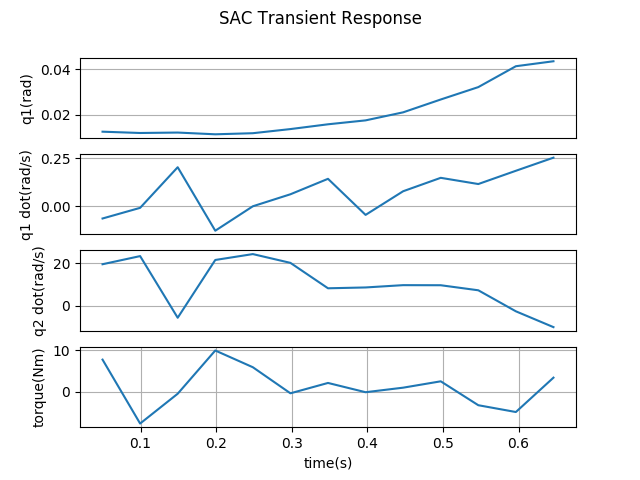 SAC Transient Response
q1(rad)
0.04
0.02
q1 dot(rad/s)
0.25
0.00
q2 dot(rad/s)
20
0
torque(Nm)
10
0
0.1 0.2 0.3 0.4 0.5 0.6
time(s)